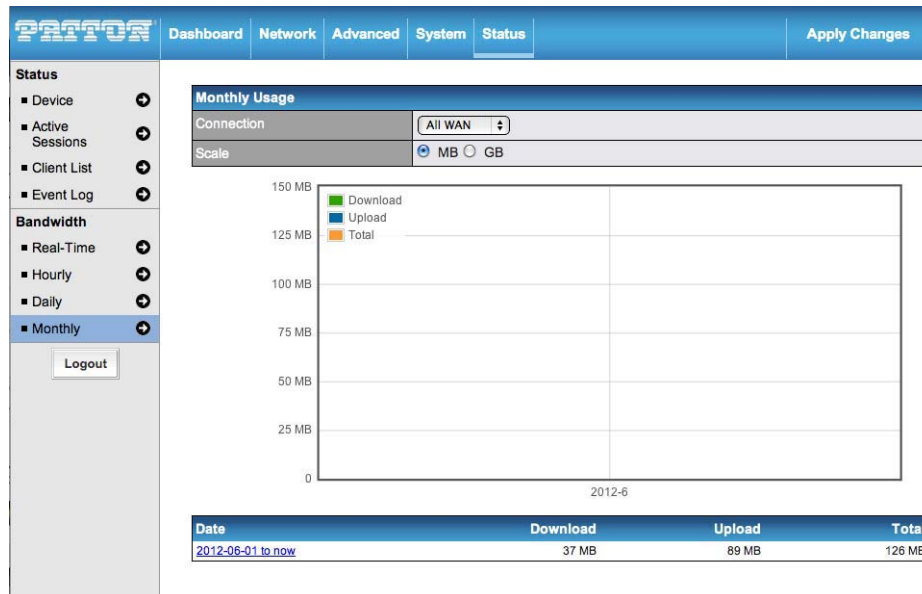 PATTON
Dashboard Network Advanced System Status Apply Changes
Status
Device
Active
Sessions
Client List
Event Log
Bandwidth
Real-Time
Hourly
Daily
Monthly
Logout
Monthly Usage
Connection All WAN
Scale MB GB
150 MB
125 MB
100 MB
75 MB
50 MB
25 MB
0
Download
Upload
Total
2012-6
Date Download Upload Tota
2012-06-01 to now 37 MB 89 MB 126 MB